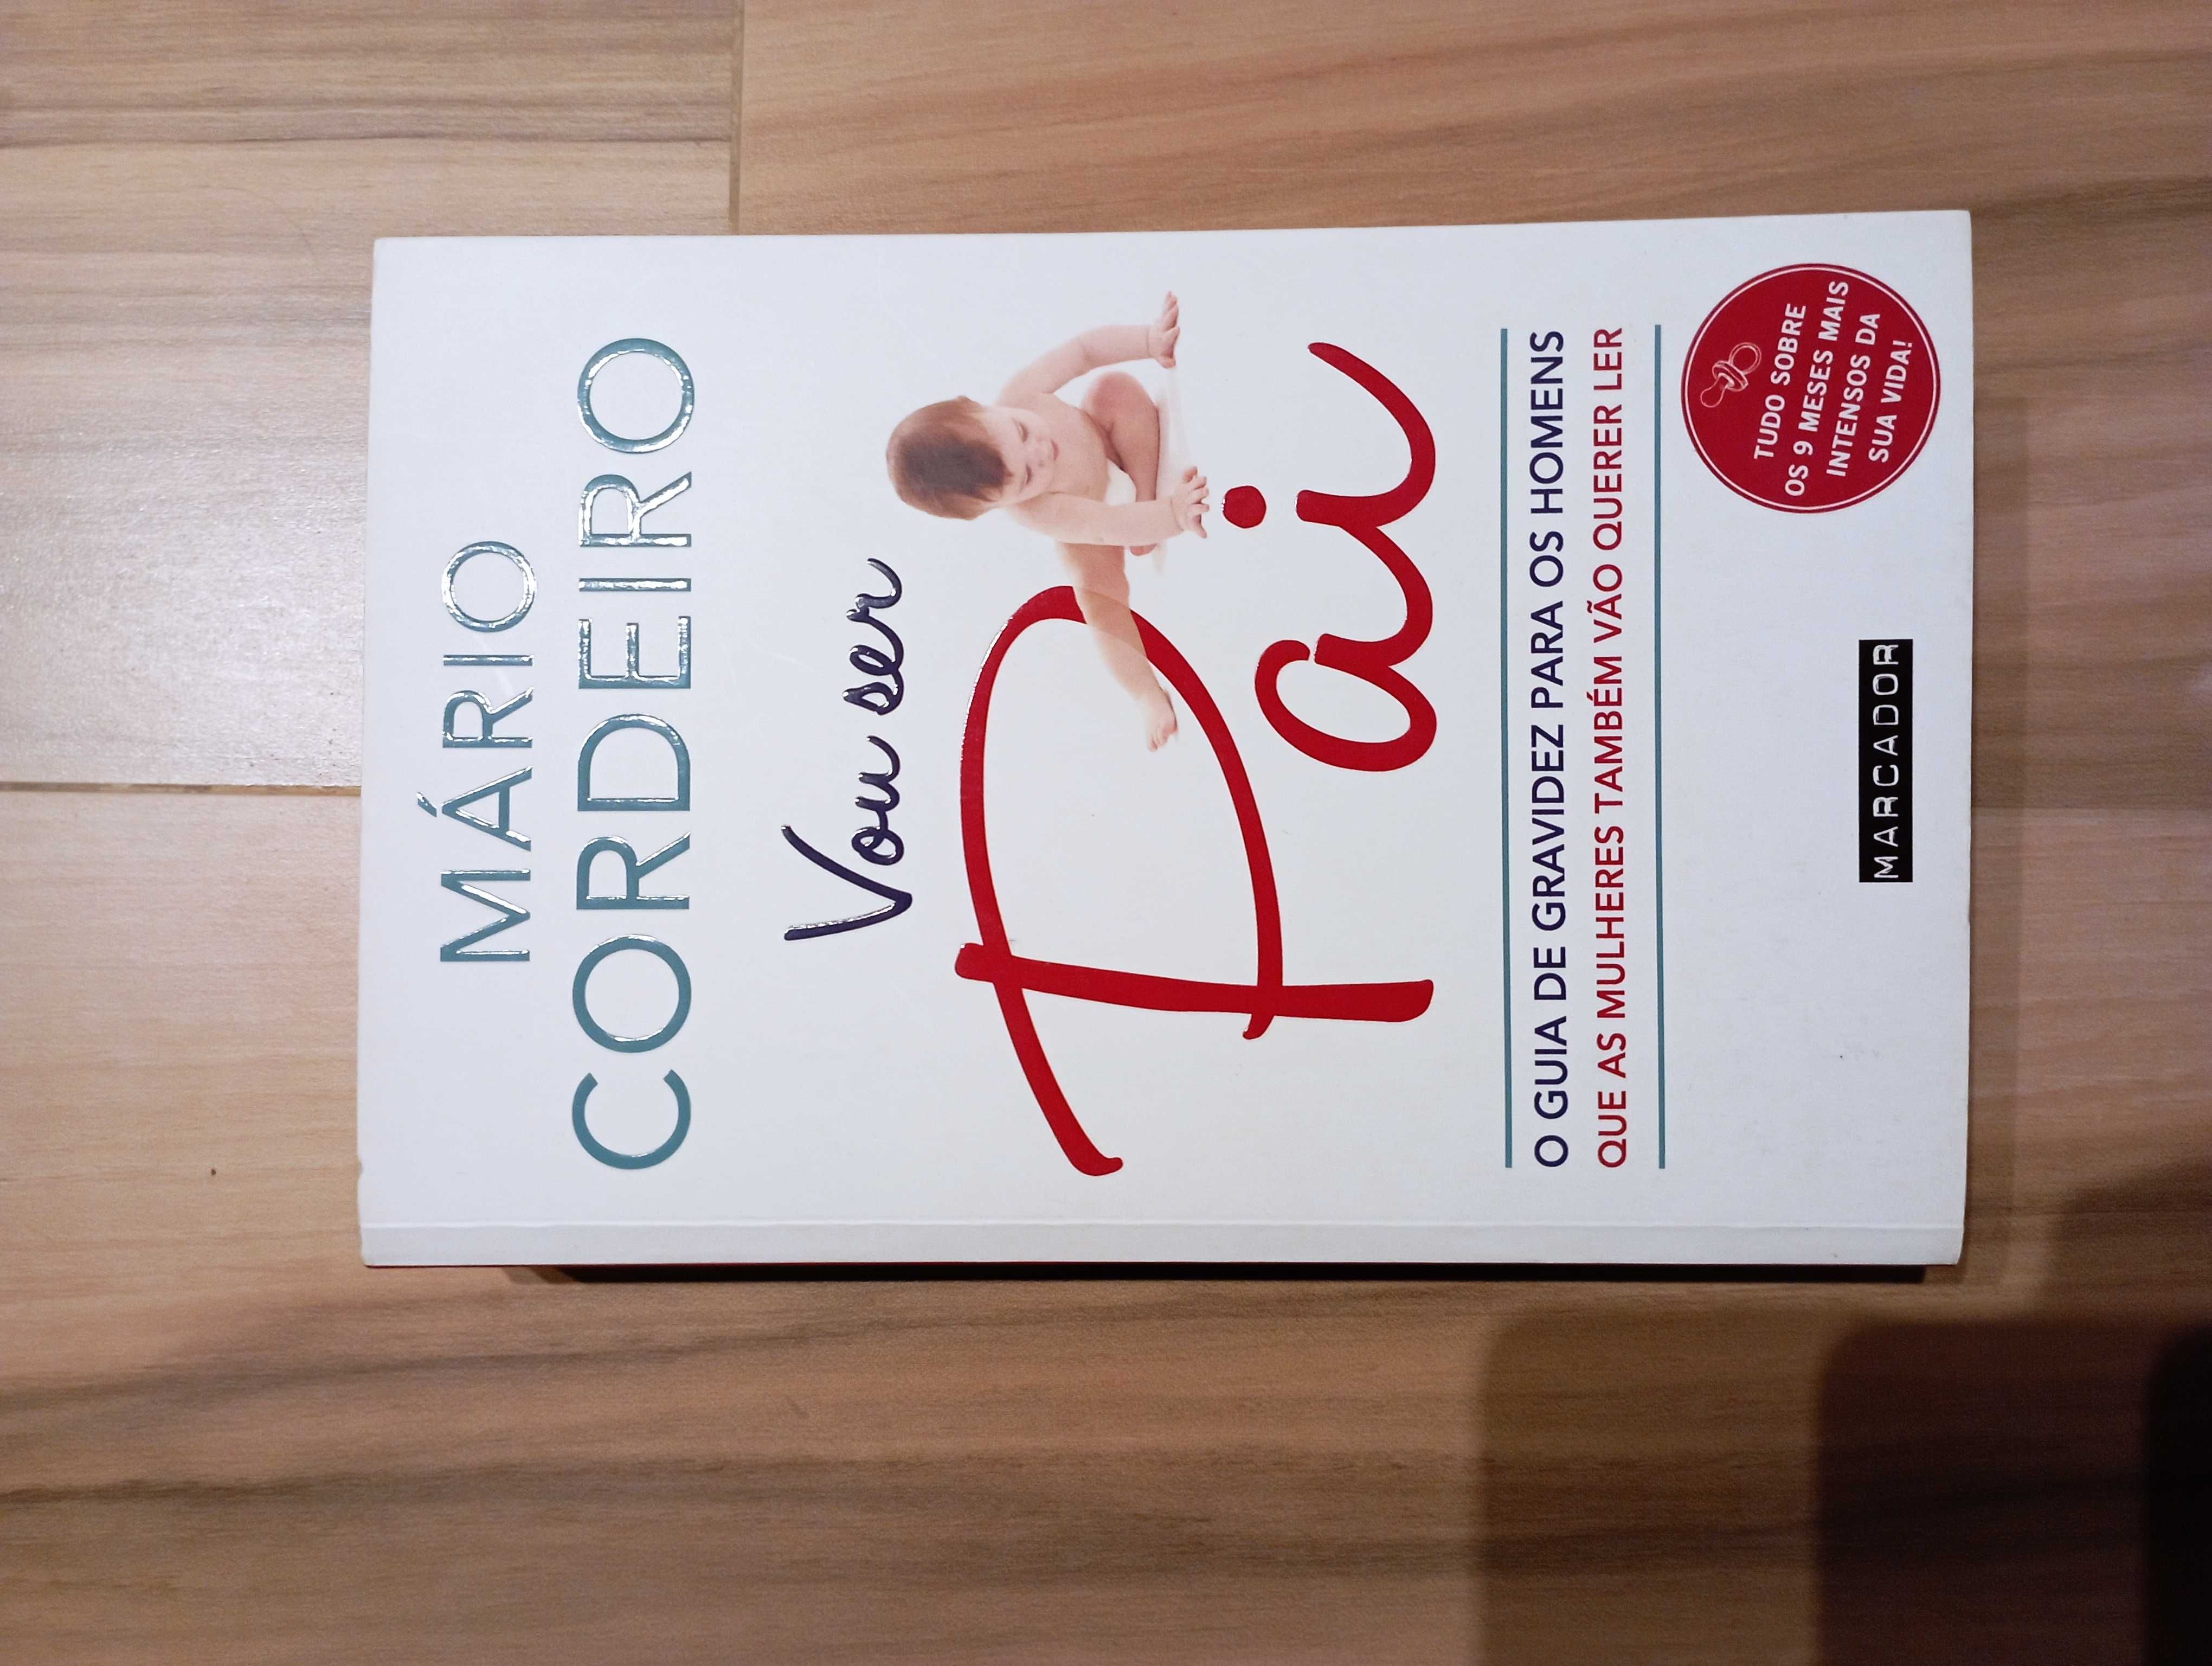 MÁRIO
CORDEIRO
Vou ser
Pai
O GUIA DE GRAVIDEZ PARA OS HOMENS
QUE AS MULHERES TAMBÉM VÃO QUERER LER
TUDO SOBRE
OS 9 MESES MAIS
INTENSOS DA
SUA VIDA!
MARCADOR